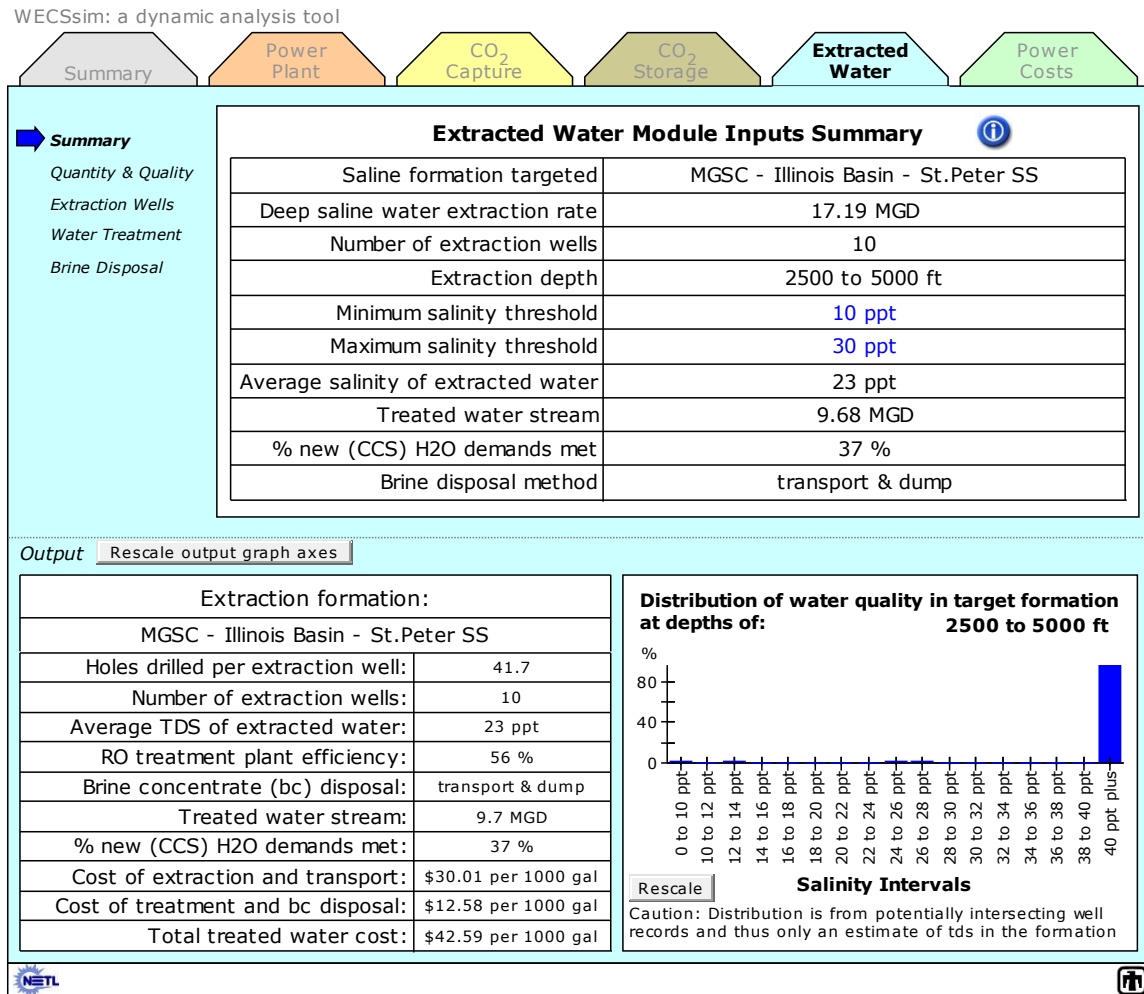 WECSsim: a dynamic analysis tool
Summary
Power
Plant
CO2
Capture
CO2
Storage
Extracted
Water
Power
Costs
Summary
Quantity & Quality
Extraction Wells
Water Treatment
Brine Disposal
Extracted Water Module Inputs Summary
Saline formation targeted MGSC - Illinois Basin - St.Peter SS
Deep saline water extraction rate 17.19 MGD
Number of extraction wells 10
Extraction depth 2500 to 5000 ft
Minimum salinity threshold 10 ppt
Maximum salinity threshold 30 ppt
Average salinity of extracted water 23 ppt
Treated water stream 9.68 MGD
% new (CCS) H2O demands met 37 %
Brine disposal method transport & dump
Output Rescale output graph axes
Extraction formation:
MGSC - Illinois Basin - St.Peter SS
Holes drilled per extraction well: 41.7
Number of extraction wells: 10
Average TDS of extracted water: 23 ppt
RO treatment plant efficiency: 56 %
Brine concentrate (bc) disposal: transport & dump
Treated water stream: 9.7 MGD
% new (CCS) H2O demands met: 37 %
Cost of extraction and transport: $30.01 per 1000 gal
Cost of treatment and bc disposal: $12.58 per 1000 gal
Total treated water cost: $42.59 per 1000 gal
Distribution of water quality in target formation
at depths of: 2500 to 5000 ft
%
80
40
0
0 to 10 ppt
10 to 12 ppt
12 to 14 ppt
14 to 16 ppt
16 to 18 ppt
18 to 20 ppt
20 to 22 ppt
22 to 24 ppt
24 to 26 ppt
26 to 28 ppt
28 to 30 ppt
30 to 32 ppt
32 to 34 ppt
34 to 36 ppt
36 to 38 ppt
38 to 40 ppt
40 ppt plus
Rescale
Salinity Intervals
Caution: Distribution is from potentially intersecting well
records and thus only an estimate of tds in the formation
NETL